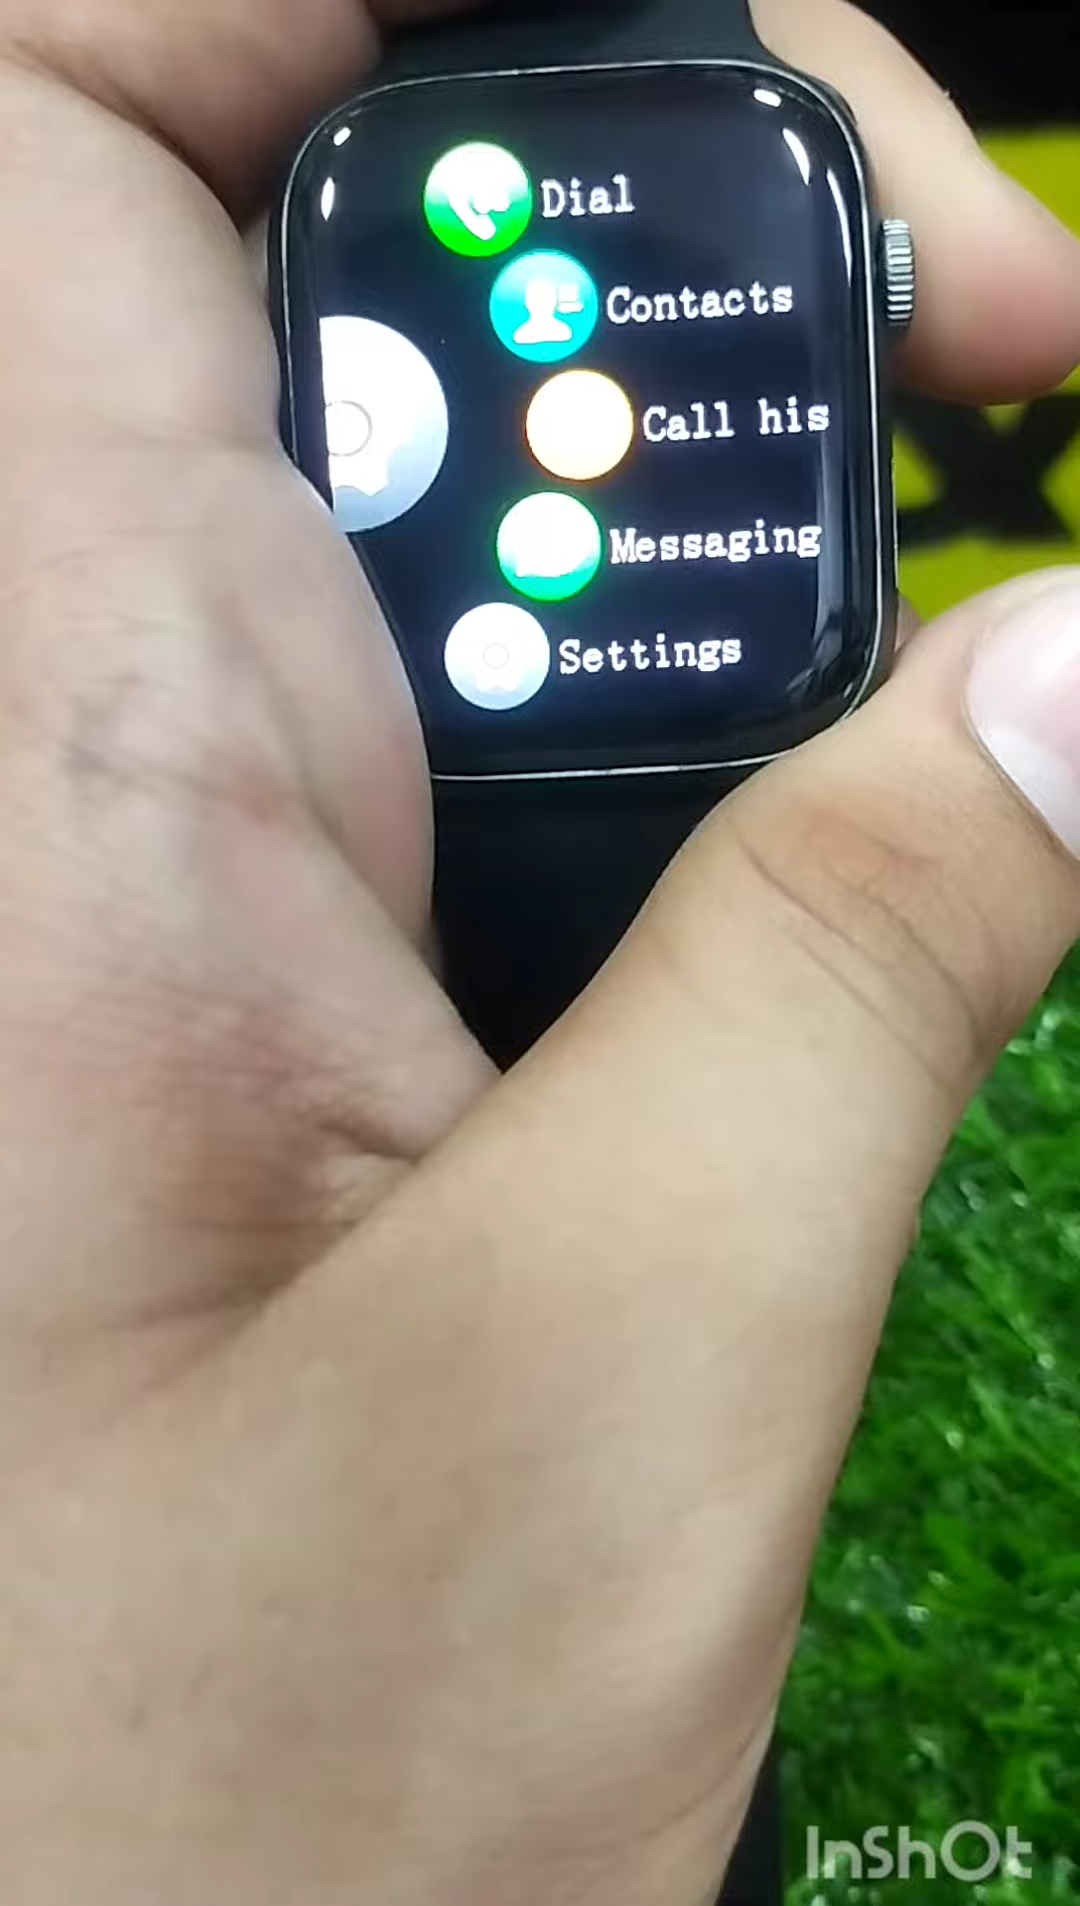 Dial
Contacts
Call his
Messaging
Settings
X
InShOt